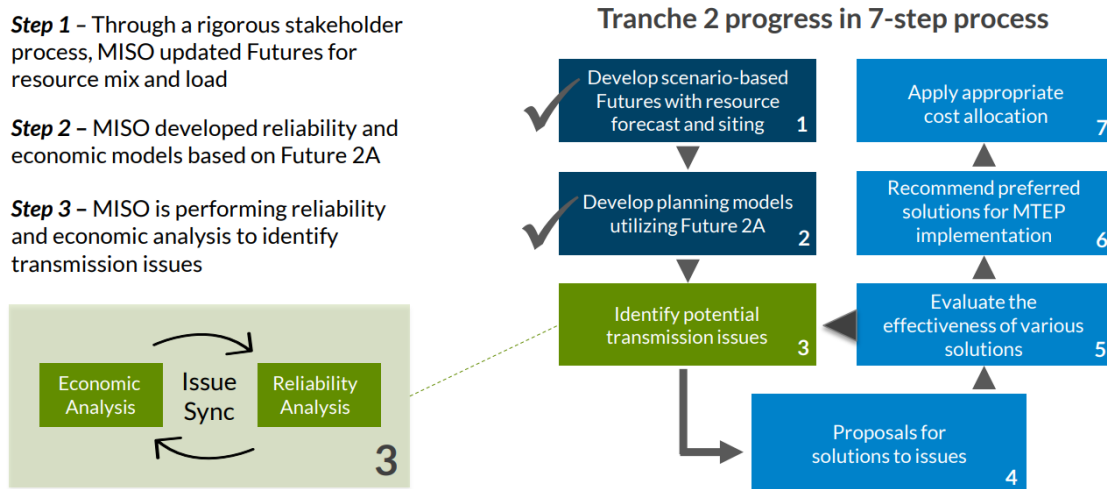 Step 1 – Through a rigorous stakeholder
process, MISO updated Futures for
resource mix and load
Step 2 – MISO developed reliability and
economic models based on Future 2A
Step 3 – MISO is performing reliability
and economic analysis to identify
transmission issues
Economic
Analysis
Issue
Sync
Reliability
Analysis
3
Tranche 2 progress in 7-step process
Develop scenario-based
Futures with resource
forecast and siting
1
Develop planning models
utilizing Future 2A
2
Identify potential
transmission issues
3
Proposals for
solutions to issues
4
Evaluate the
effectiveness of various
solutions
5
Recommend preferred
solutions for MTEP
implementation
6
Apply appropriate
cost allocation
7